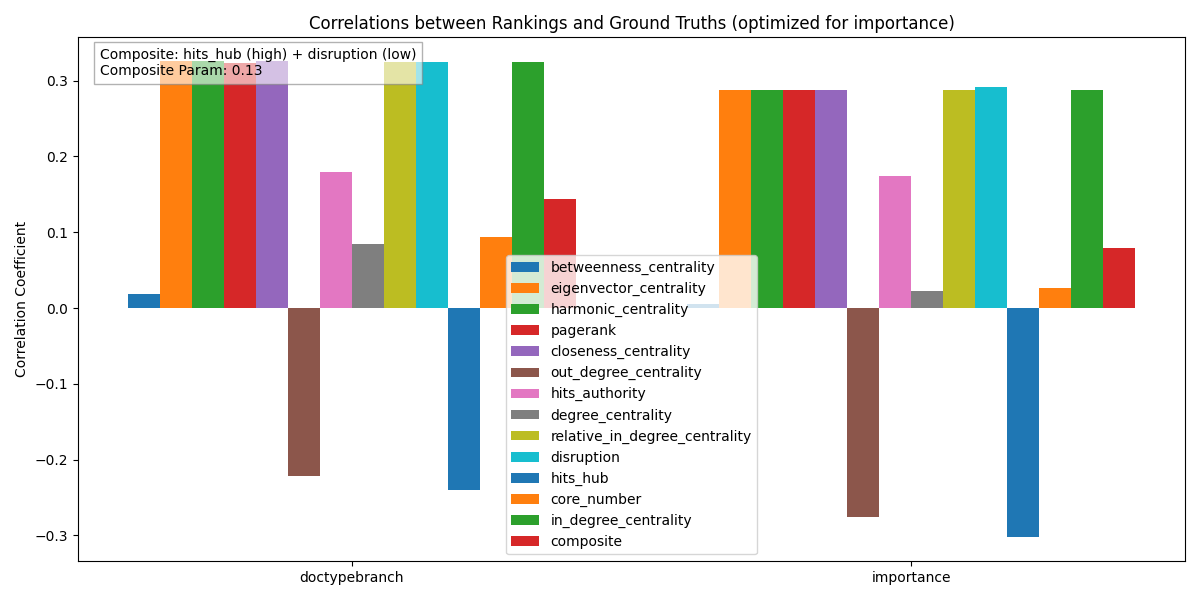 Correlations between Rankings and Ground Truths (optimized for importance)
Composite: hits_hub (high) + disruption (low)
Composite Param: 0.13
Correlation Coefficient
0.3
0.2
0.1
0.0
−0.1
−0.2
−0.3
betweenness_centrality
eigenvector_centrality
harmonic_centrality
pagerank
closeness_centrality
out_degree_centrality
hits_authority
degree_centrality
relative_in_degree_centrality
disruption
hits_hub
core_number
in_degree_centrality
composite
doctypebranch
importance